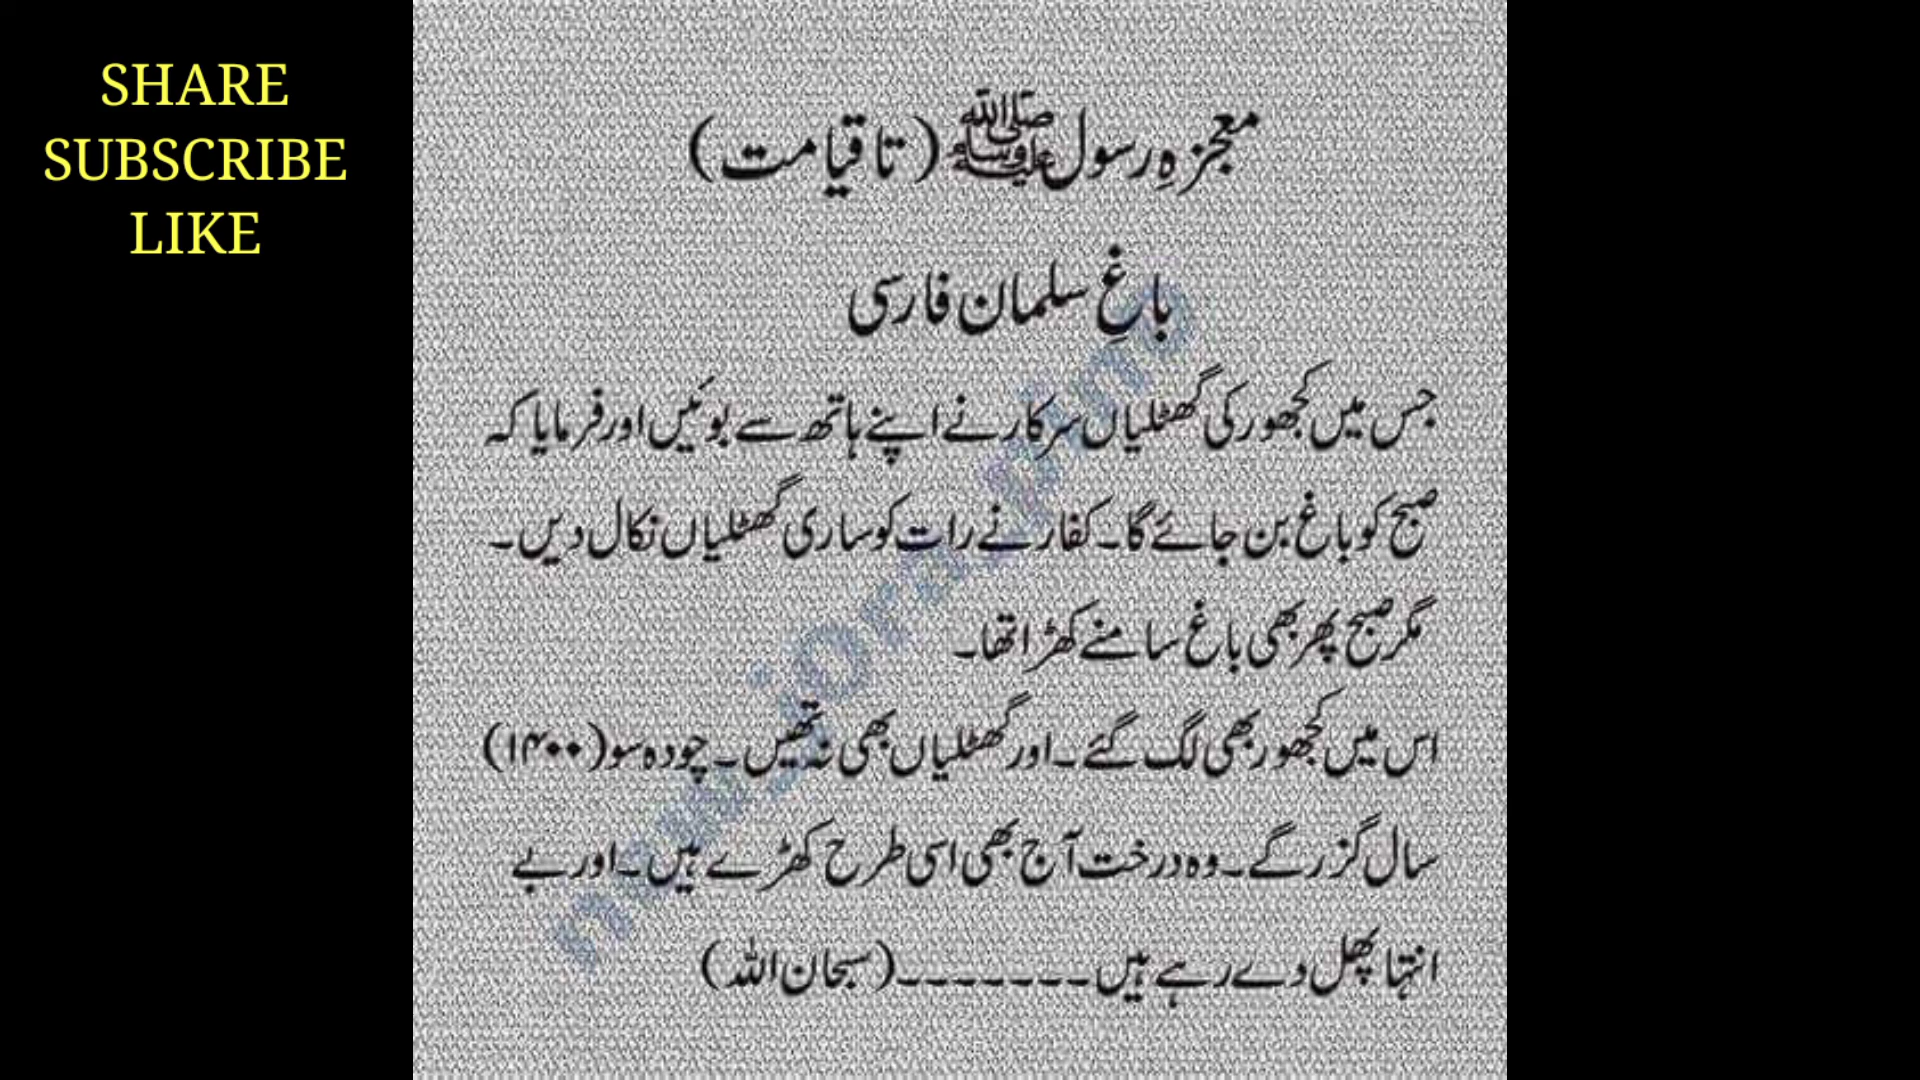 SHARE
SUBSCRIBE
LIKE
معجزہِ رسول ﷺ (تا قیامت)
باغِ سلمان فارسی
جس میں کھجور کی گھٹلیاں سرکار نے اپنے ہاتھ سے بوئیں اور فرمایا کہ
صبح کو باغ بن جائے گا۔ کفار نے رات کو ساری گھٹلیاں نکال دیں۔
مگر صبح پھر بھی باغ سامنے کھڑا تھا۔
اس میں کھجور بھی لگ گئے۔ اور گھٹلیاں بھی نہ تھیں۔ چودہ سو (۱۴۰۰)
سال گزر گے۔ وہ درخت آج بھی اسی طرح کھڑے ہیں۔ اور بے
انتہا پھل دے رہے ہیں۔۔۔۔۔۔۔(سبحان اللہ)